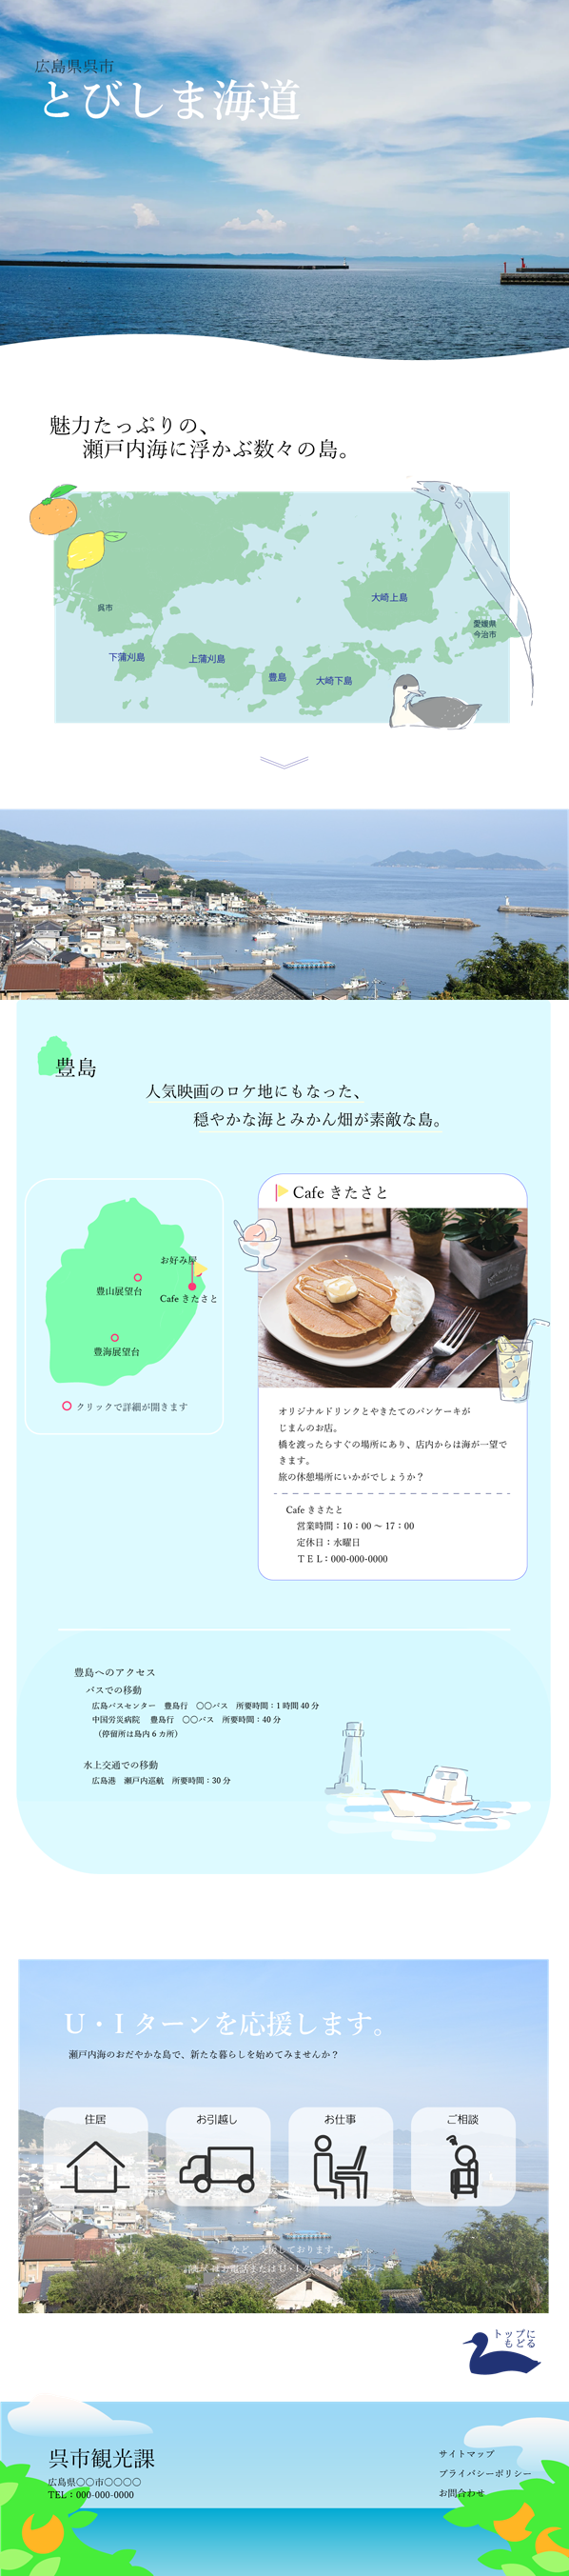 広島県呉市
とびしま海道
魅力たっぷりの、
瀬戸内海に浮かぶ数々の島。
大崎上島
呉市
愛媛県
今治市
下蒲刈島
上蒲刈島
豊島
大崎下島
豊島
人気映画のロケ地にもなった、
穏やかな海とみかん畑が素敵な島。
お好み屋
豊山展望台
Cafe きたさと
豊海展望台
クリックで詳細が開きます
Cafe きたさと
オリジナルドリンクとやきたてのパンケーキが
じまんのお店。
橋を渡ったらすぐの場所にあり、店内からは海が一望で
きます。
旅の休憩場所にいかがでしょうか？
Cafe きさたと
営業時間：10：00 〜 17：00
定休日：水曜日
ＴＥＬ：000-000-0000
豊島へのアクセス
バスでの移動
広島バスセンター　豊島行　〇〇バス　所要時間：1 時間 40 分
中国労災病院　豊島行　〇〇バス　所要時間：40 分
（停留所は島内 6 カ所）
水上交通での移動
広島港　瀬戸内巡航　所要時間：30 分
U・I ターンを応援します。
瀬戸内海のおだやかな島で、新たな暮らしを始めてみませんか？
住居
お引越し
お仕事
ご相談
など、支援しております。
トップに
もどる
呉市観光課
広島県〇〇市〇〇〇〇
TEL：000-000-0000
サイトマップ
プライバシーポリシー
お問合わせ